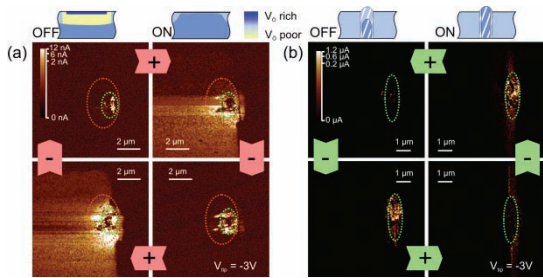 OFF
ON
V₀ rich
V₀ poor
OFF
ON
(a)
12 nA
6 nA
2 nA
0 nA
2 µm
2 µm
+
(b)
1.2 µA
0.6 µA
0.2 µA
0 µA
1 µm
1 µm
+
-
-
-
-
2 µm
2 µm
V_tip = -3V
+
1 µm
1 µm
V_tip = -3V
+